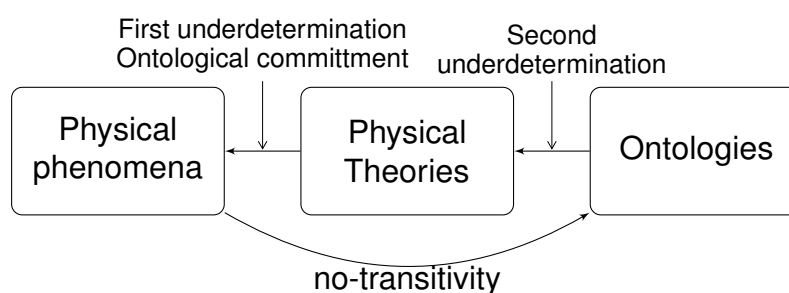 First underdetermination
Ontological committment
Second
underdetermination
Physical
phenomena
Physical
Theories
Ontologies
no-transitivity